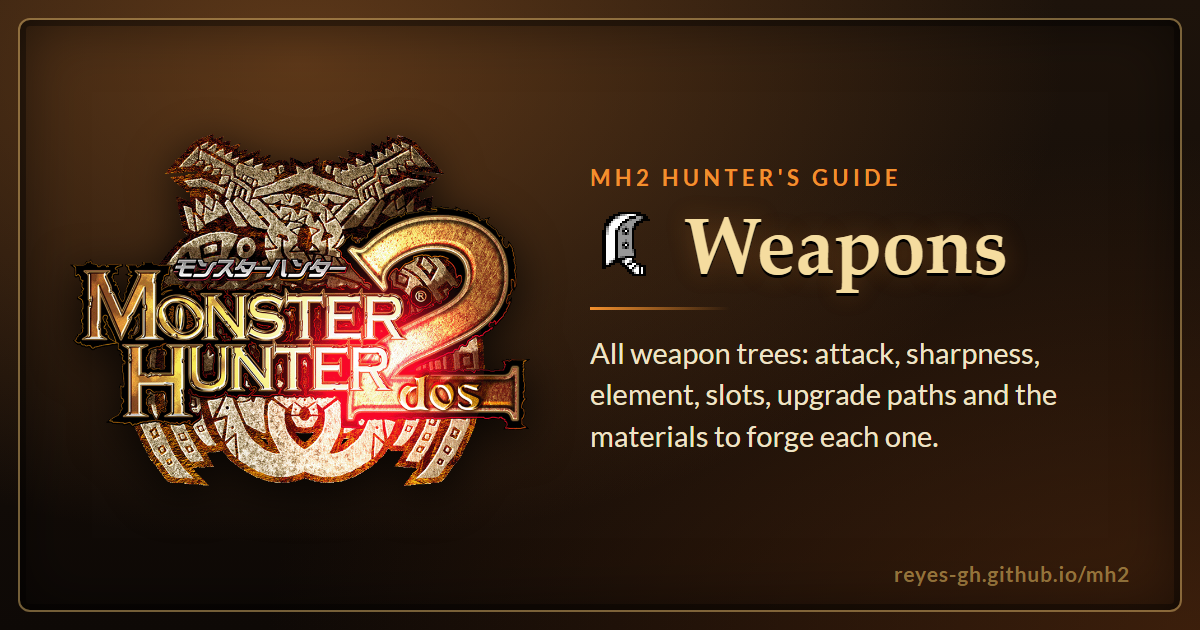 モンスターハンター
MONSTER
HUNTER
2
®
dos
MH2 HUNTER'S GUIDE
Weapons
All weapon trees: attack, sharpness,
element, slots, upgrade paths and the
materials to forge each one.
reyes-gh.github.io/mh2